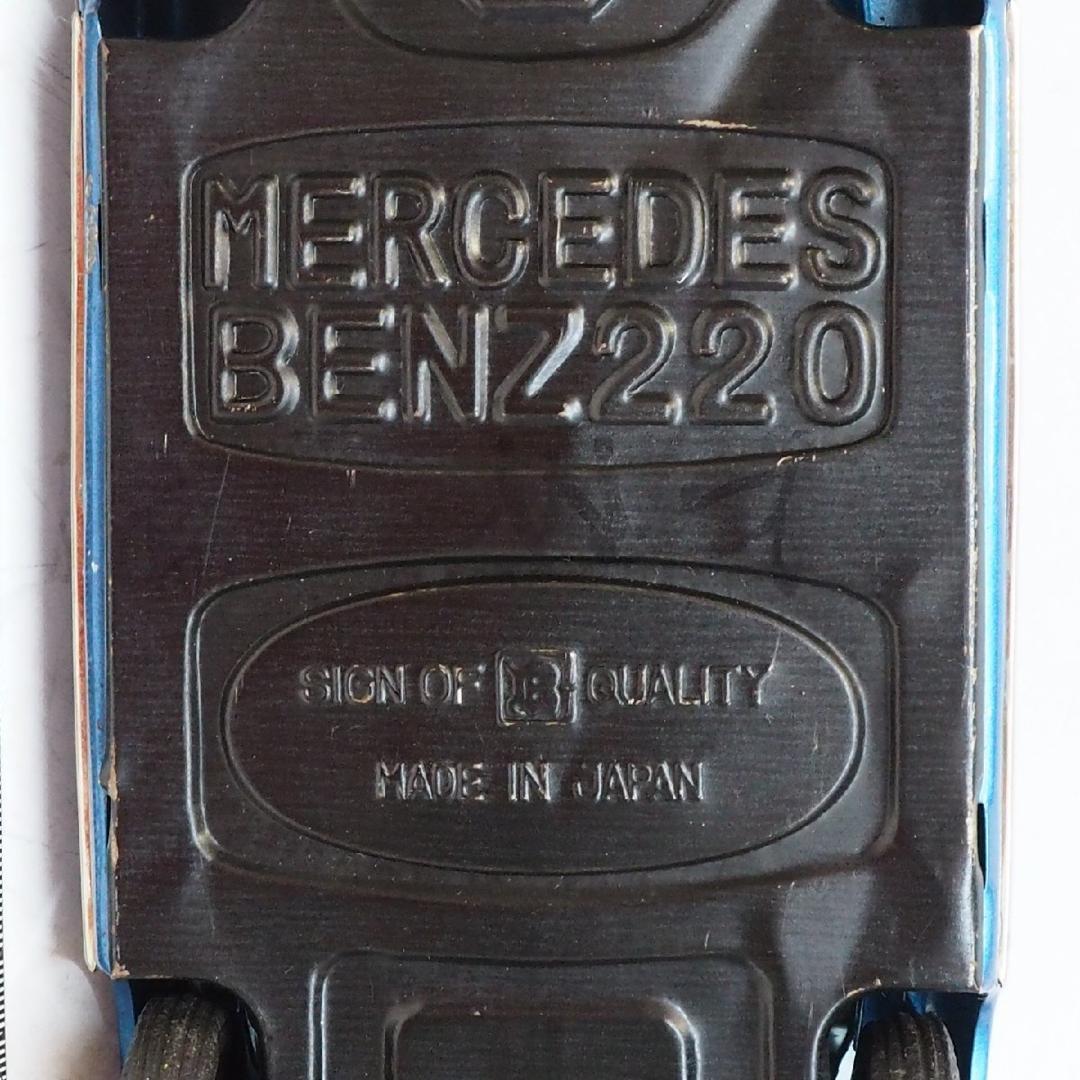 MERCEDES
BENZ220
SIGN OF B QUALITY
MADE IN JAPAN